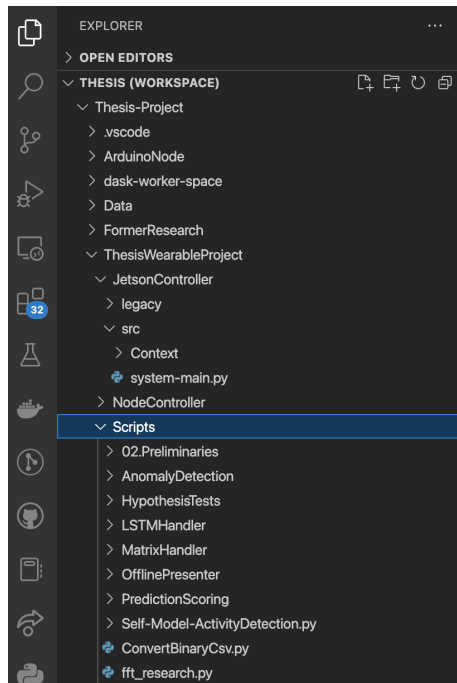 EXPLORER
OPEN EDITORS
THESIS (WORKSPACE)
Thesis-Project
.vscode
ArduinoNode
dask-worker-space
Data
FormerResearch
ThesisWearableProject
JetsonController
legacy
src
Context
system-main.py
NodeController
Scripts
02.Preliminaries
AnomalyDetection
HypothesisTests
LSTMHandler
MatrixHandler
OfflinePresenter
PredictionScoring
Self-Model-ActivityDetection.py
ConvertBinaryCsv.py
fft_research.py
32